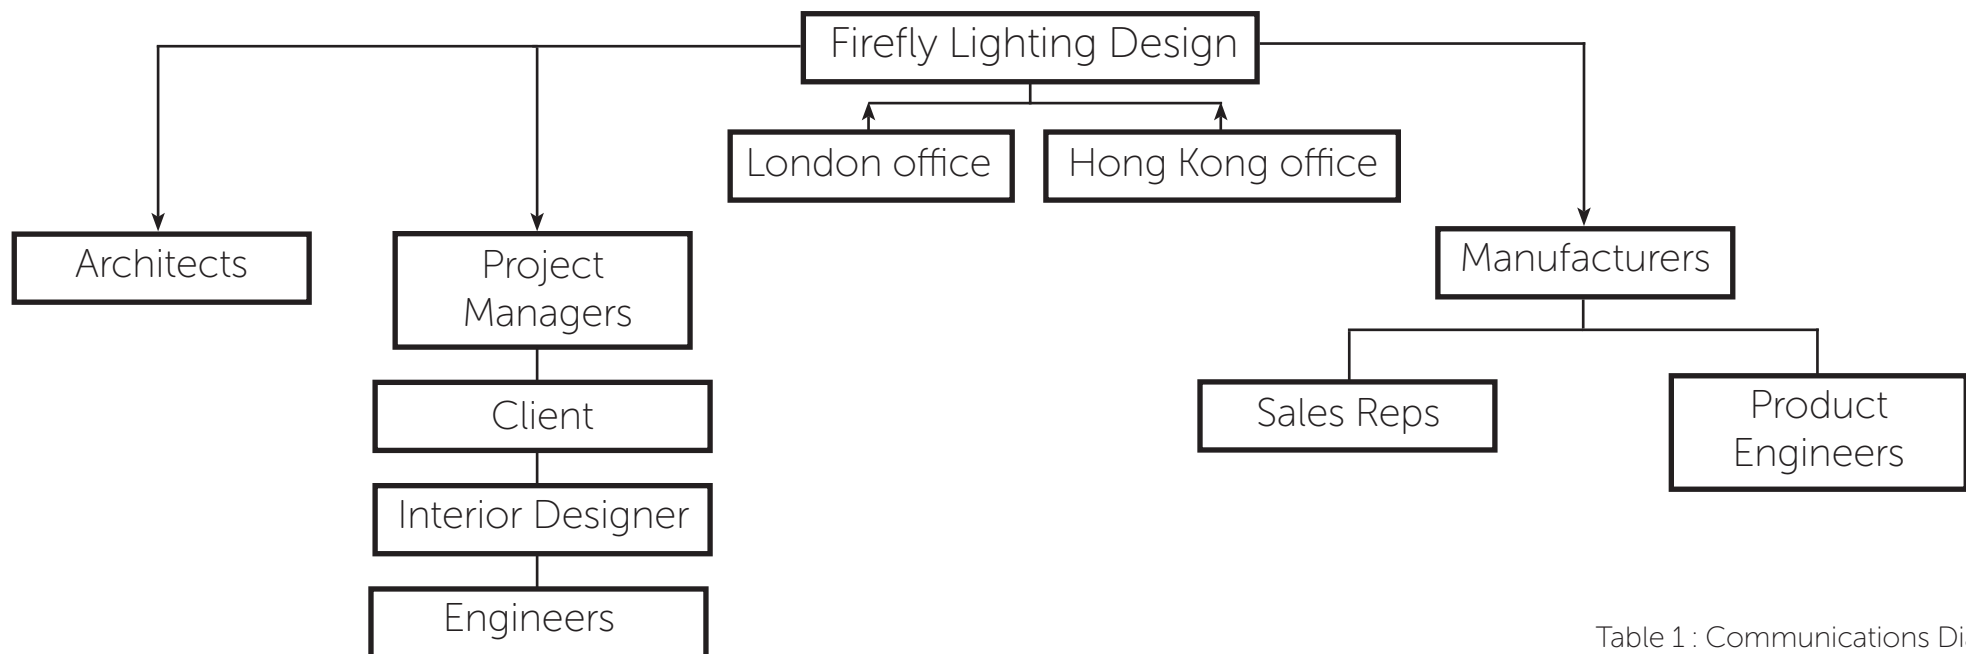 Firefly Lighting Design
London office
Hong Kong office
Architects
Project
Managers
Manufacturers
Client
Sales Reps
Product
Engineers
Interior Designer
Engineers
Table 1 : Communications Di